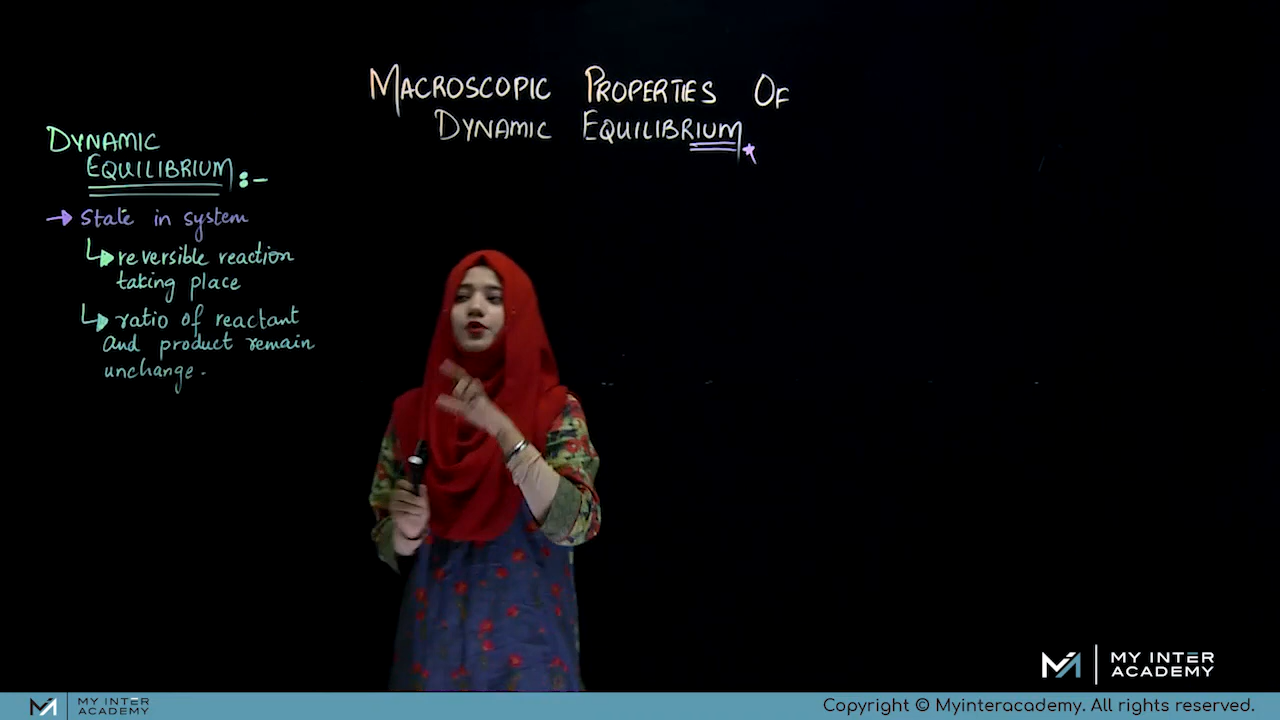 MACROSCOPIC PROPERTIES OF
DYNAMIC EQUILIBRIUM
DYNAMIC
EQUILIBRIUM :-
→ State in system
reversible reaction
taking place
ratio of reactant
and product remain
unchange.
MY INTER
ACADEMY
MY INTER
ACADEMY
Copyright © Myinteracademy. All rights reserved.